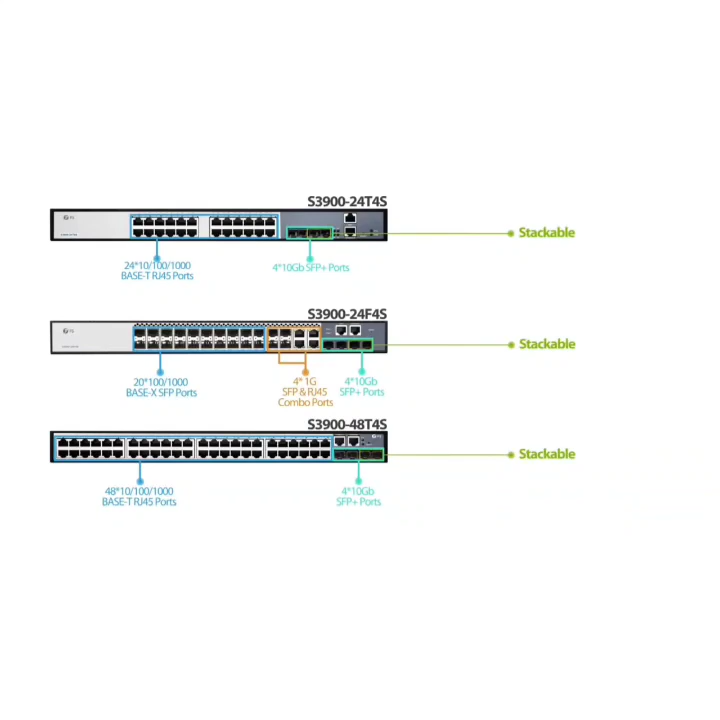 S3900-24T4S
FS
Stackable
24*10/100/1000
BASE-T RJ45 Ports
4*10Gb SFP+ Ports
S3900-24F4S
FS
Stackable
20*100/1000
BASE-X SFP Ports
4* 1G
SFP & RJ45
Combo Ports
4*10Gb
SFP+ Ports
S3900-48T4S
Stackable
48*10/100/1000
BASE-T RJ45 Ports
4*10Gb
SFP+ Ports